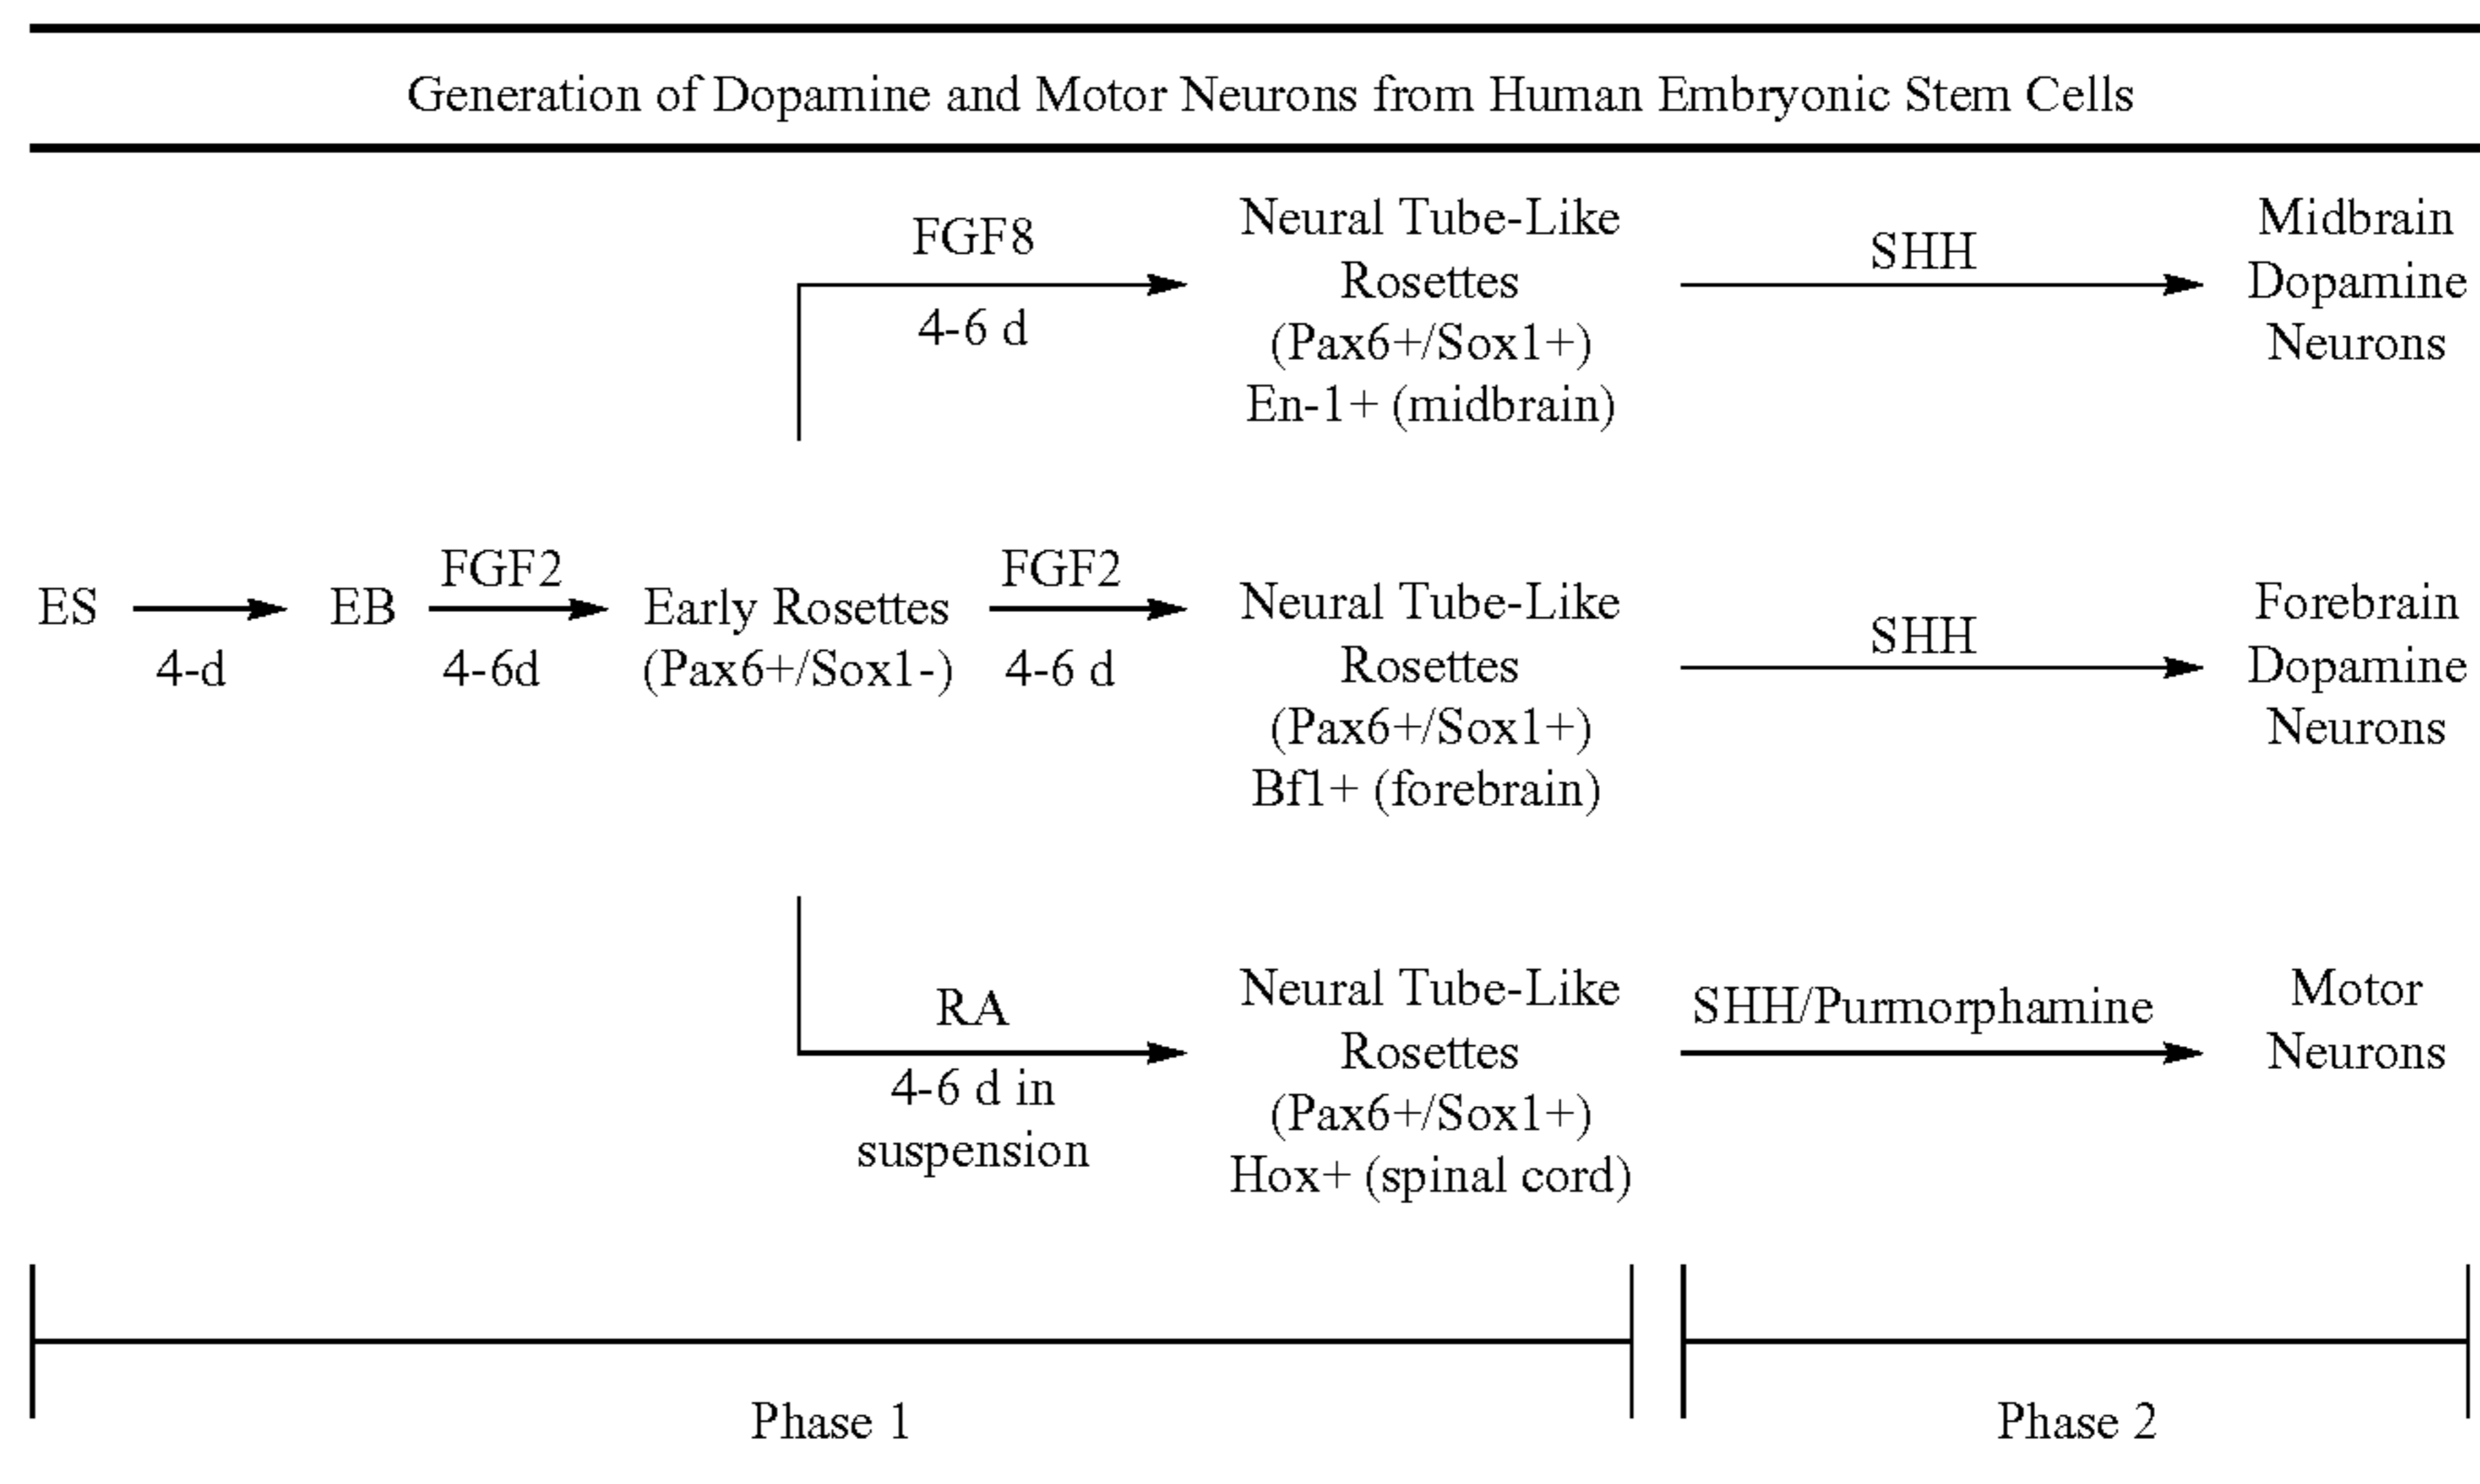 Generation of Dopamine and Motor Neurons from Human Embryonic Stem Cells
FGF8
4-6 d
Neural Tube-Like
Rosettes
(Pax6+/Sox1+)
En-1+ (midbrain)
SHH
Midbrain
Dopamine
Neurons
ES
4-d
EB
FGF2
4-6d
Early Rosettes
(Pax6+/Sox1-)
FGF2
4-6 d
Neural Tube-Like
Rosettes
(Pax6+/Sox1+)
Bf1+ (forebrain)
SHH
Forebrain
Dopamine
Neurons
RA
4-6 d in
suspension
Neural Tube-Like
Rosettes
(Pax6+/Sox1+)
Hox+ (spinal cord)
SHH/Purmorphamine
Motor
Neurons
Phase 1
Phase 2